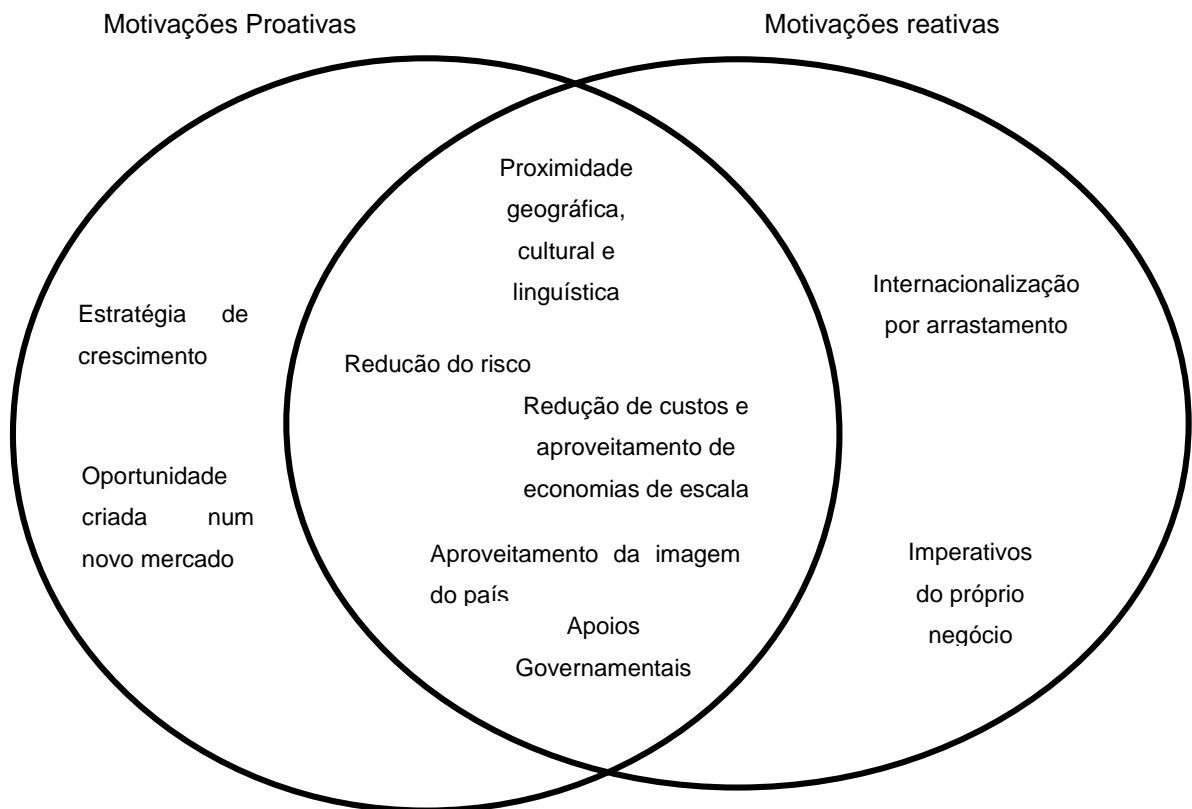 Motivações Proativas
Motivações reativas
Proximidade
geográfica,
cultural e
linguística
Estratégia de
crescimento
Internacionalização
por arrastamento
Redução do risco
Redução de custos e
aproveitamento de
economias de escala
Oportunidade
criada num
novo mercado
Aproveitamento da imagem
do país
Imperativos
do próprio
negócio
Apoios
Governamentais